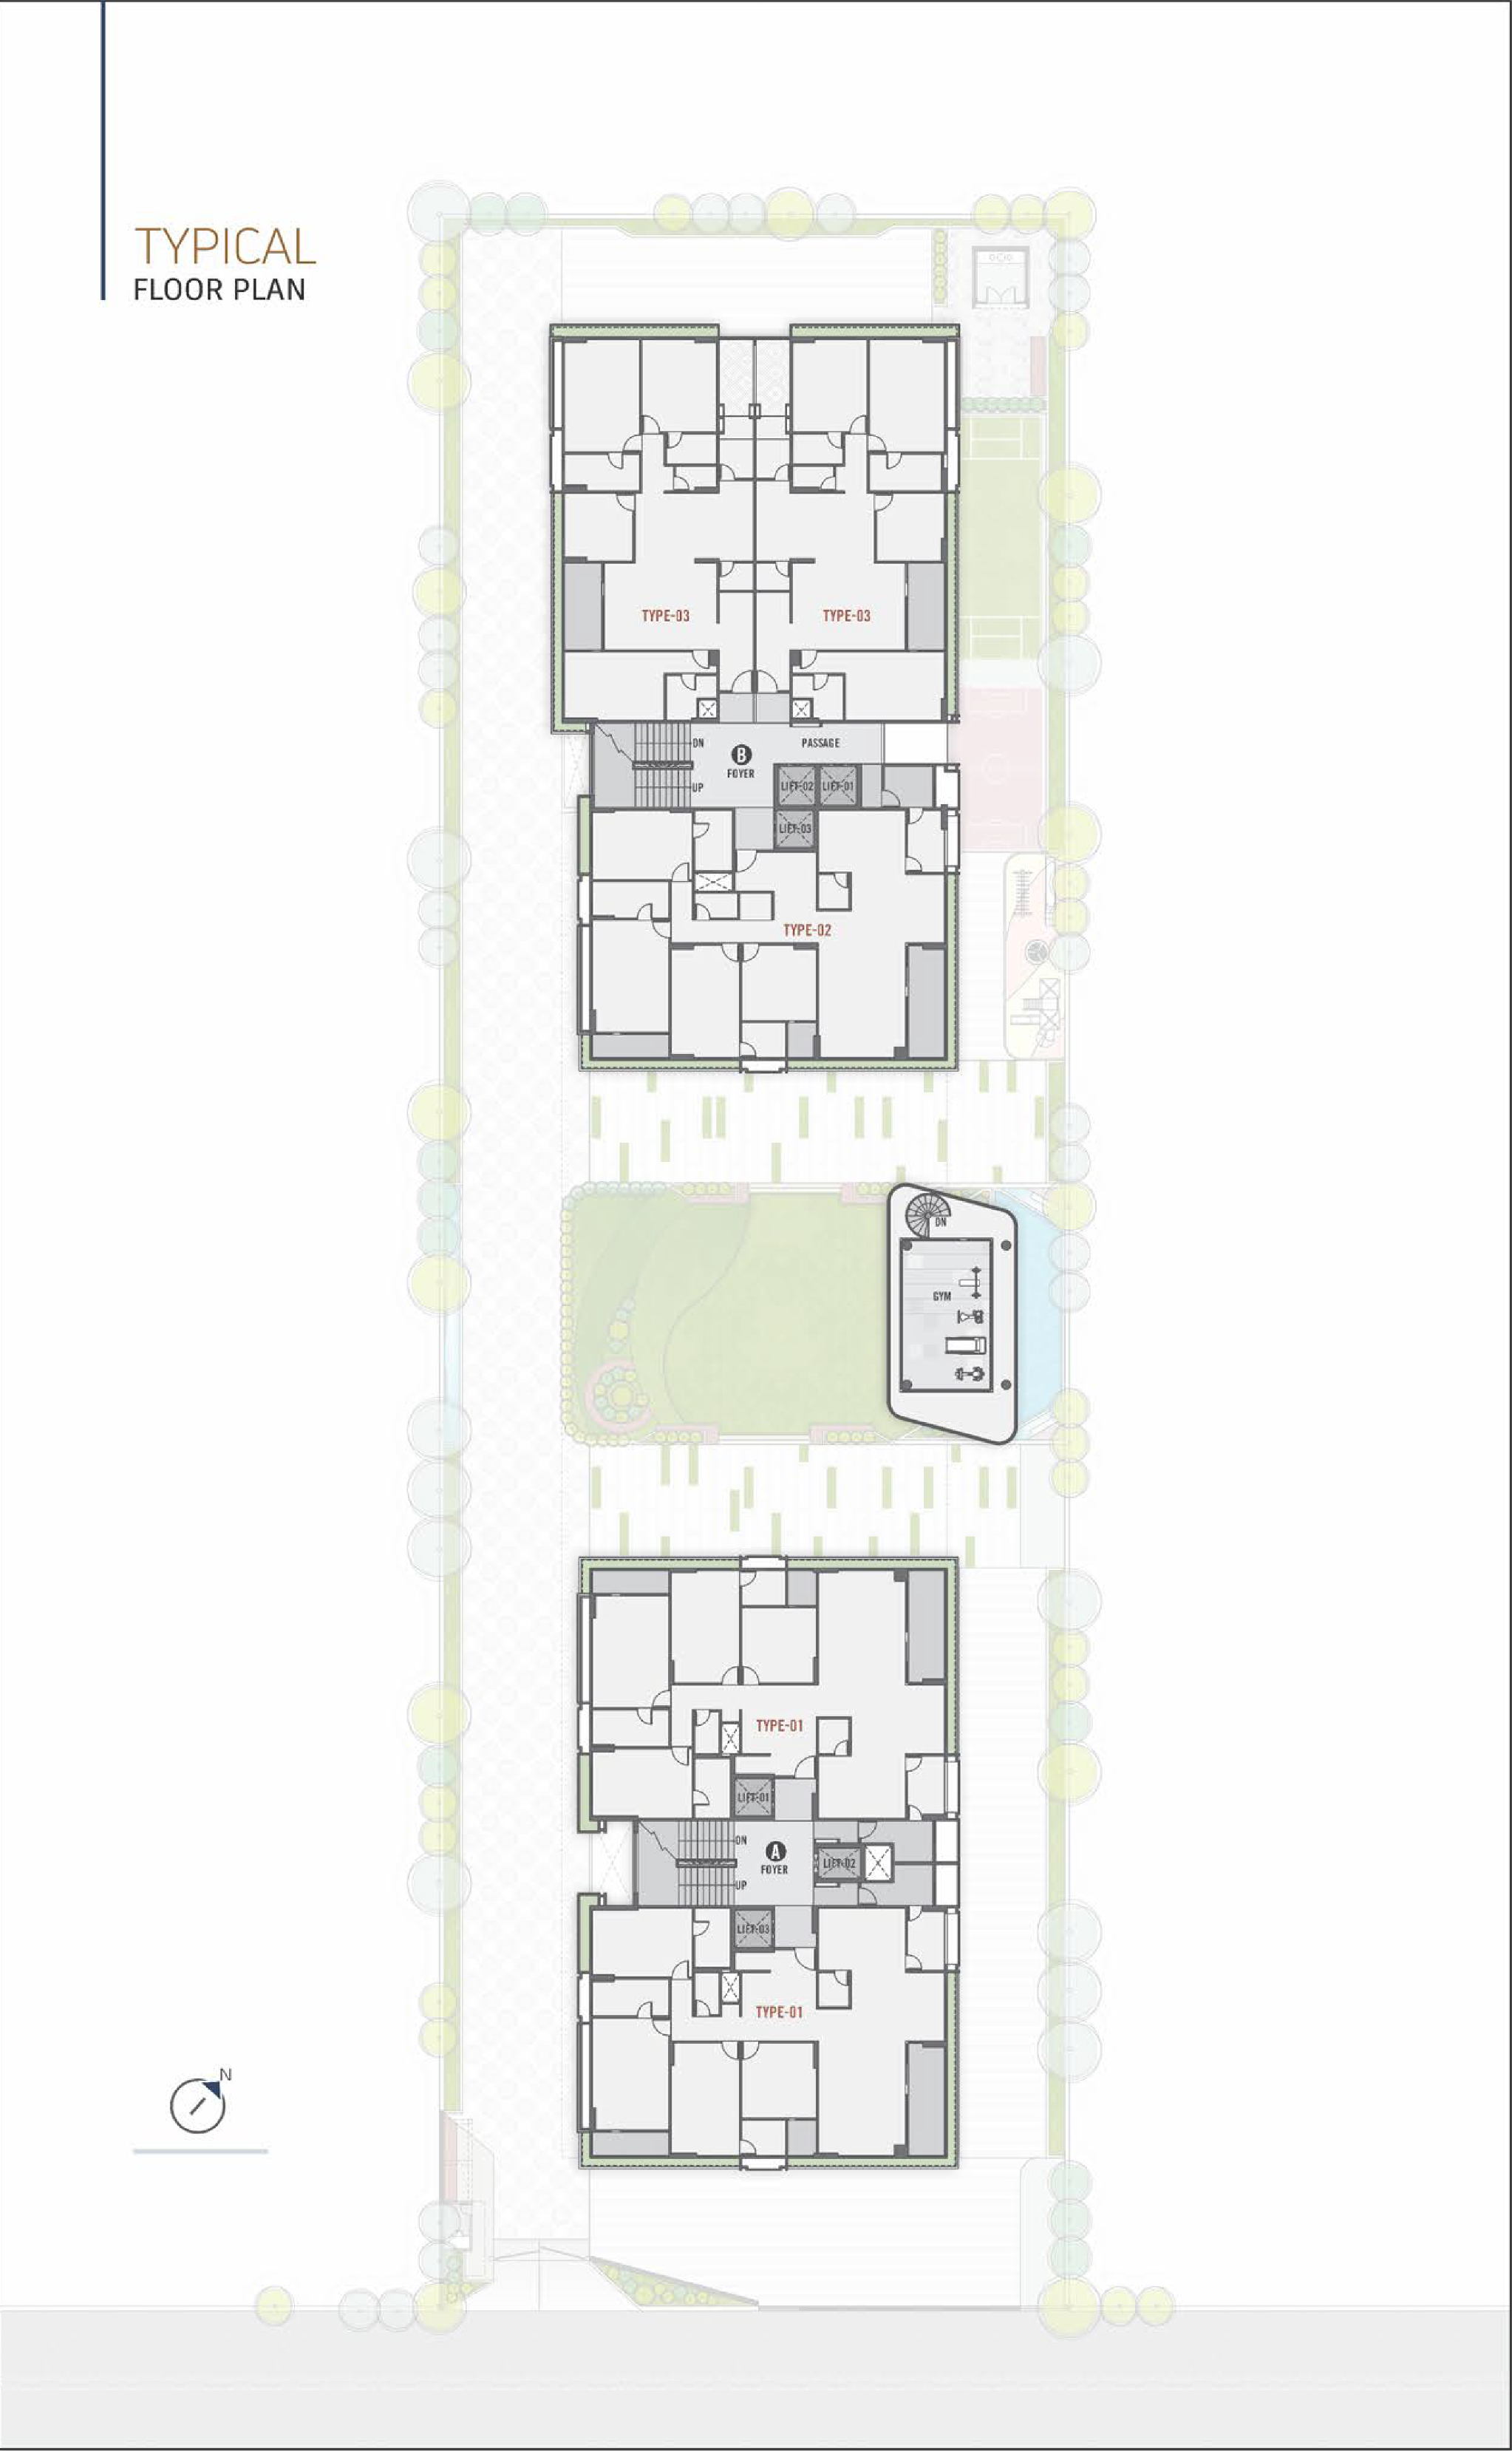 TYPICAL
FLOOR PLAN
TYPE-03
TYPE-03
DN
B
FOYER
PASSAGE
UP
LIFT-02
LIFT-01
LIFT-03
TYPE-02
DN
GYM
TYPE-01
LIFT-01
DN
A
FOYER
LIFT-02
UP
LIFT-03
TYPE-01
N